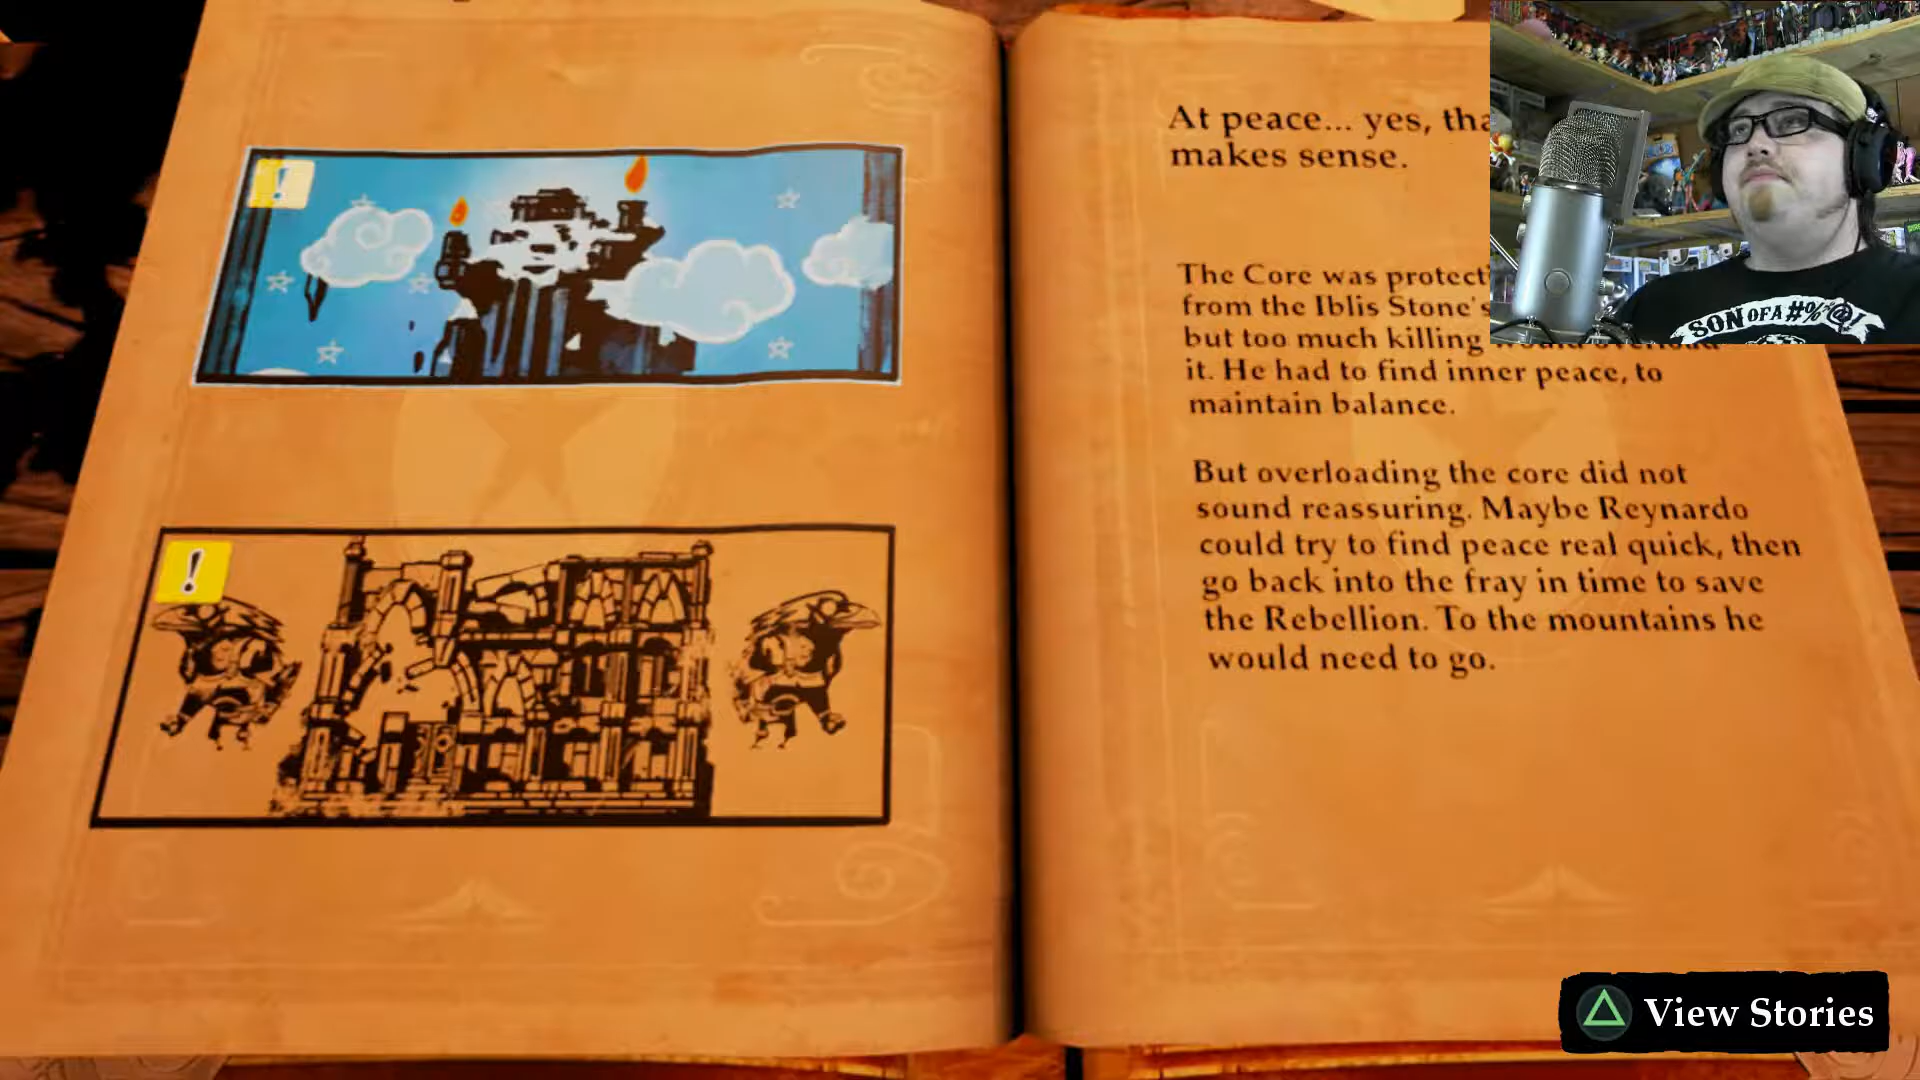 At peace... yes,
makes sense.
The Core was
from the Iblis Stone's
but too much killing
it. He had to find inner peace, to
maintain balance.
But overloading the core did not
sound reassuring. Maybe Reynardo
could try to find peace real quick, then
go back into the fray in time to save
the Rebellion. To the mountains he
would need to go.
SON OF A #%@!
!
!
View Stories